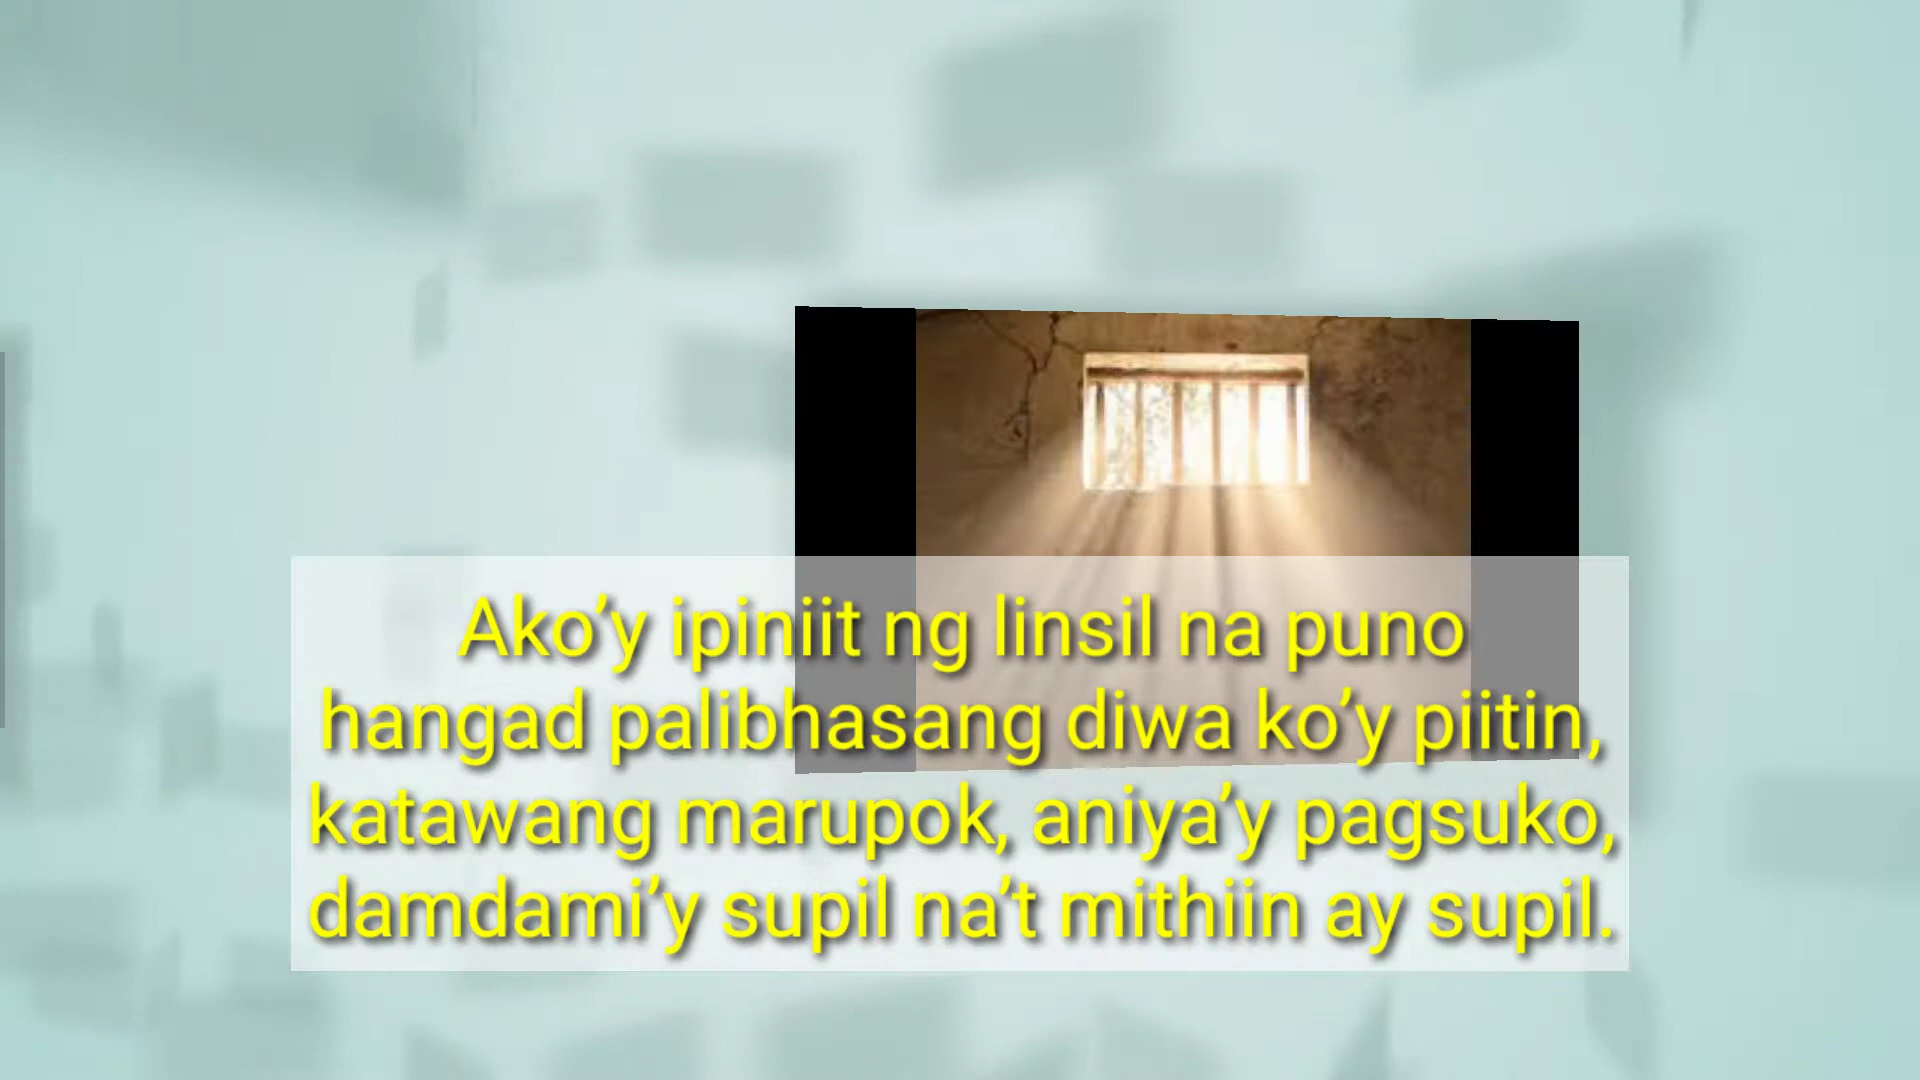 Ako’y ipiniit ng linsil na puno
hangad palibhasang diwa ko’y piitin,
katawang marupok, aniya’y pagsuko,
damdami’y supil na’t mithiin ay supil.